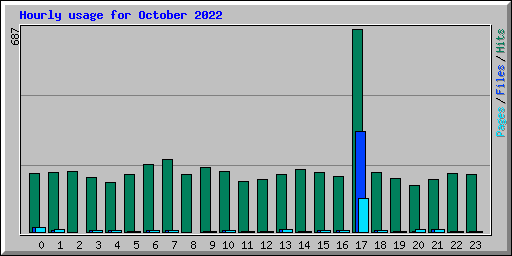 Hourly usage for October 2022
687
Pages/Files/Hits
0 1 2 3 4 5 6 7 8 9 10 11 12 13 14 15 16 17 18 19 20 21 22 23